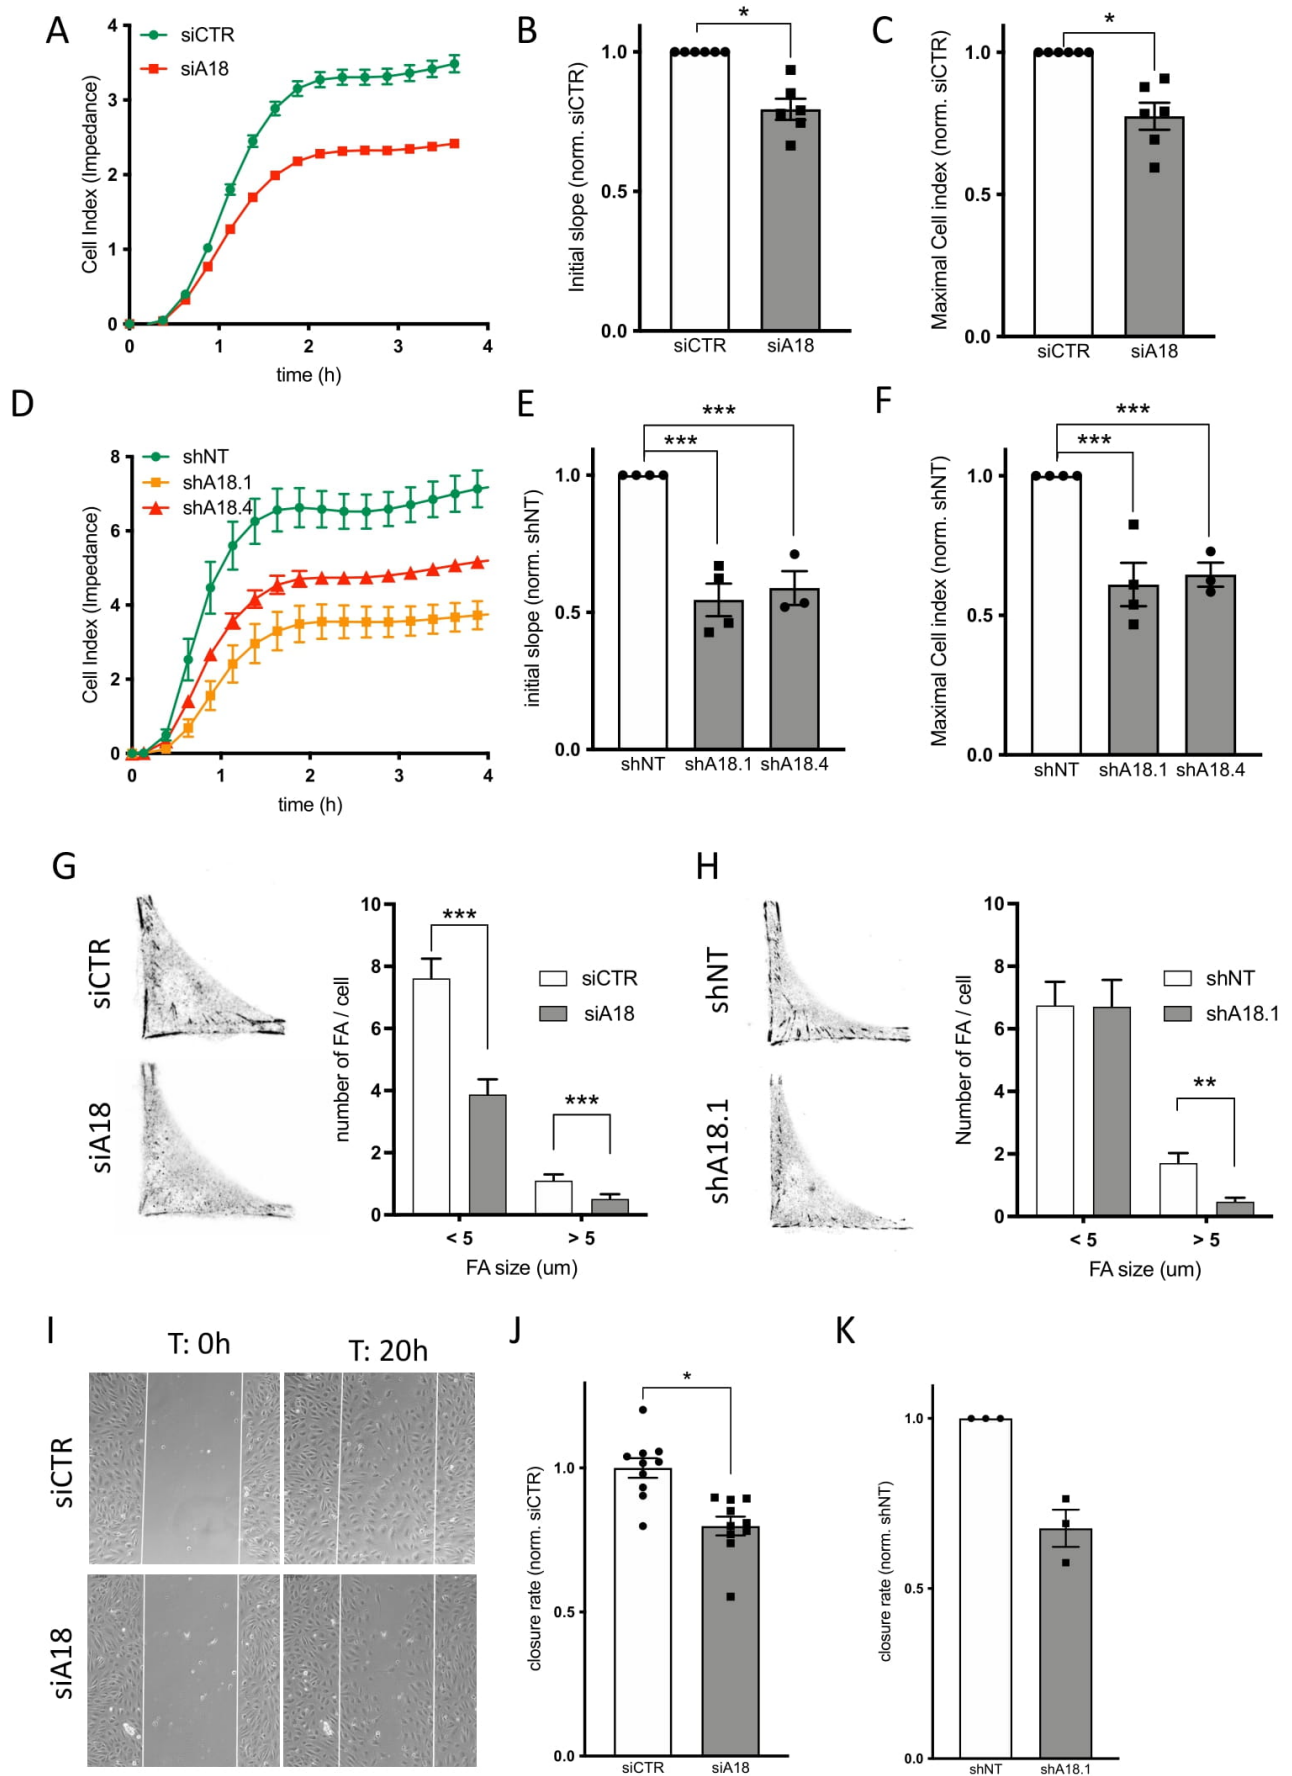 A
siCTR
siA18
4
3
2
1
0
Cell Index (Impedance)
0 1 2 3 4
time (h)
B
*
1.0
0.5
0.0
Initial slope (norm. siCTR)
siCTR siA18
C
*
1.0
0.5
0.0
Maximal Cell index (norm. siCTR)
siCTR siA18
D
shNT
shA18.1
shA18.4
8
6
4
2
0
Cell Index (Impedance)
0 1 2 3 4
time (h)
E
***
***
1.0
0.5
0.0
initial slope (norm. shNT)
shNT shA18.1 shA18.4
F
***
***
1.0
0.5
0.0
Maximal Cell index (norm. shNT)
shNT shA18.1 shA18.4
G
siCTR
siA18
10
8
6
4
2
0
number of FA / cell
***
***
siCTR
siA18
< 5 > 5
FA size (um)
H
shNT
shA18.1
10
8
6
4
2
0
Number of FA / cell
**
shNT
shA18.1
< 5 > 5
FA size (um)
I
T: 0h T: 20h
siCTR
siA18
J
*
1.0
0.5
0.0
closure rate (norm. siCTR)
siCTR siA18
K
1.0
0.5
0.0
closure rate (norm. shNT)
shNT shA18.1